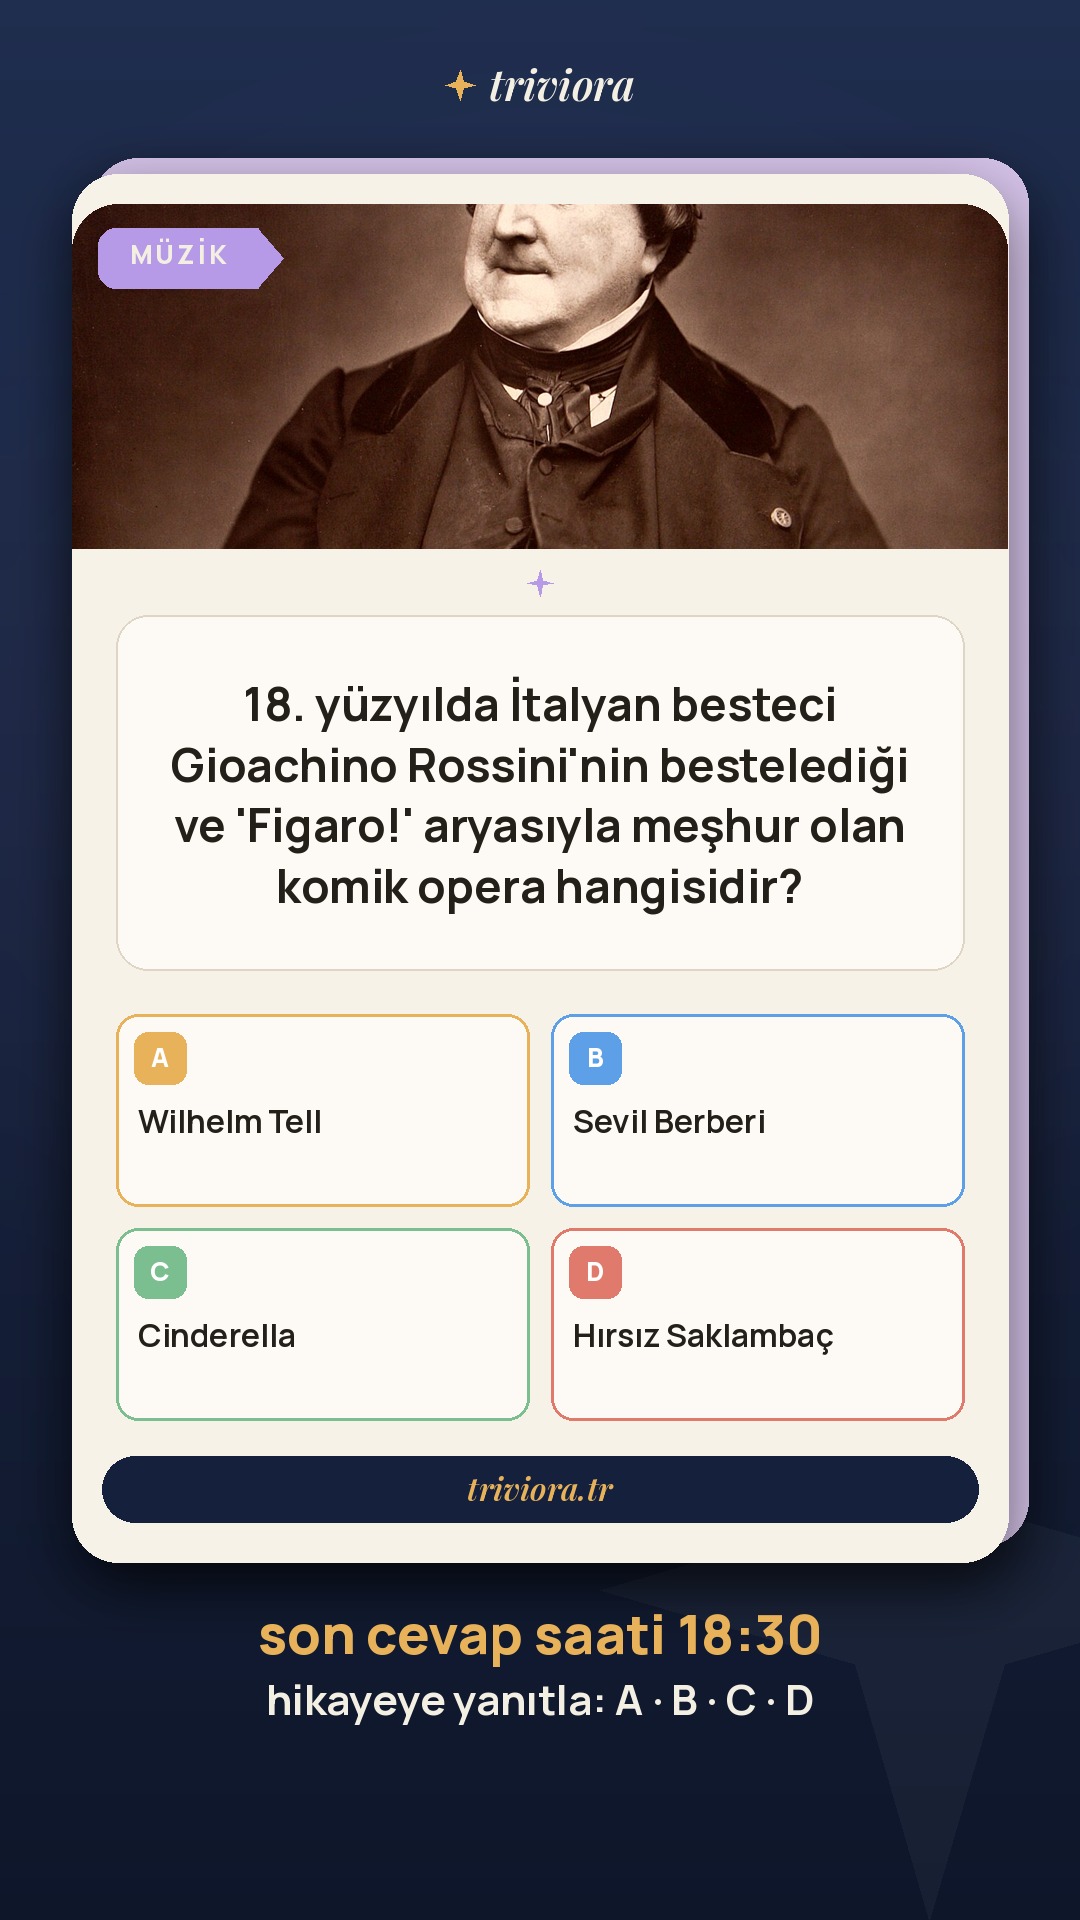 triviora
MÜZİK
18. yüzyılda İtalyan besteci
Gioachino Rossini'nin bestelediği
ve 'Figaro!' aryasıyla meşhur olan
komik opera hangisidir?
A
Wilhelm Tell
B
Sevil Berberi
C
Cinderella
D
Hırsız Saklambaç
triviora.tr
son cevap saati 18:30
hikayeye yanıtla: A · B · C · D